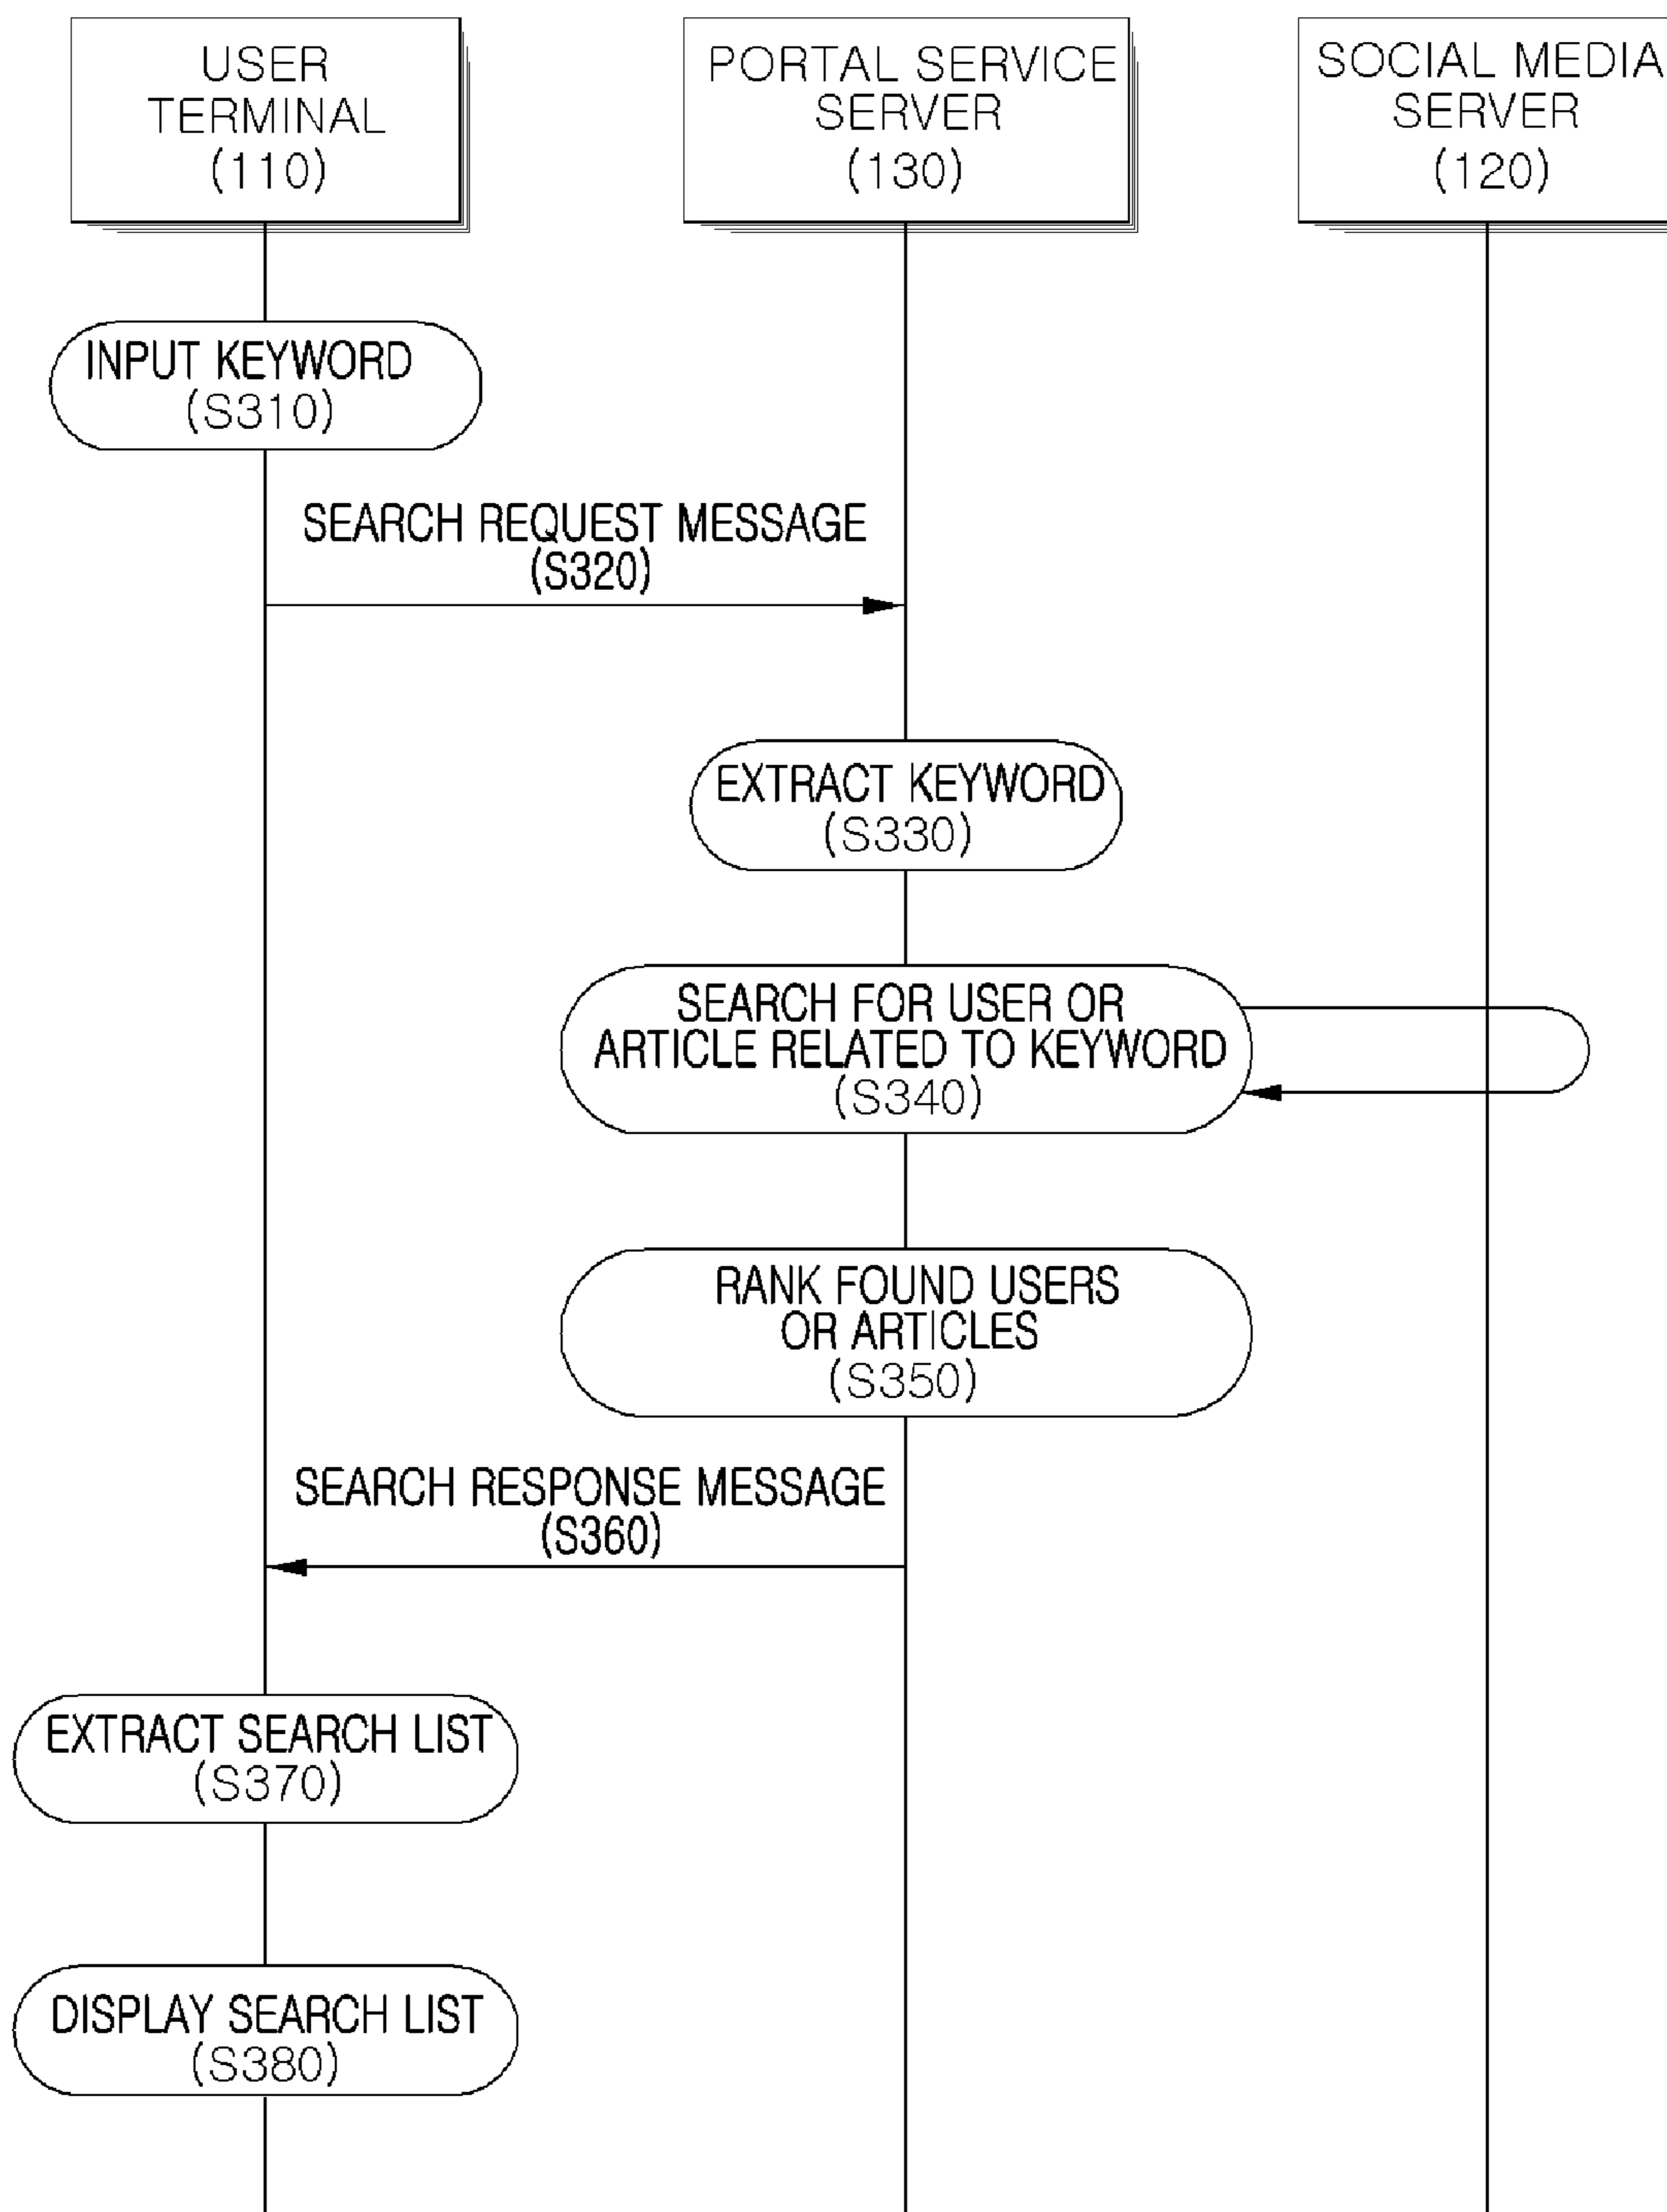 USER
TERMINAL
(110)
PORTAL SERVICE
SERVER
(130)
SOCIAL MEDIA
SERVER
(120)
INPUT KEYWORD
(S310)
SEARCH REQUEST MESSAGE
(S320)
EXTRACT KEYWORD
(S330)
SEARCH FOR USER OR
ARTICLE RELATED TO KEYWORD
(S340)
RANK FOUND USERS
OR ARTICLES
(S350)
SEARCH RESPONSE MESSAGE
(S360)
EXTRACT SEARCH LIST
(S370)
DISPLAY SEARCH LIST
(S380)